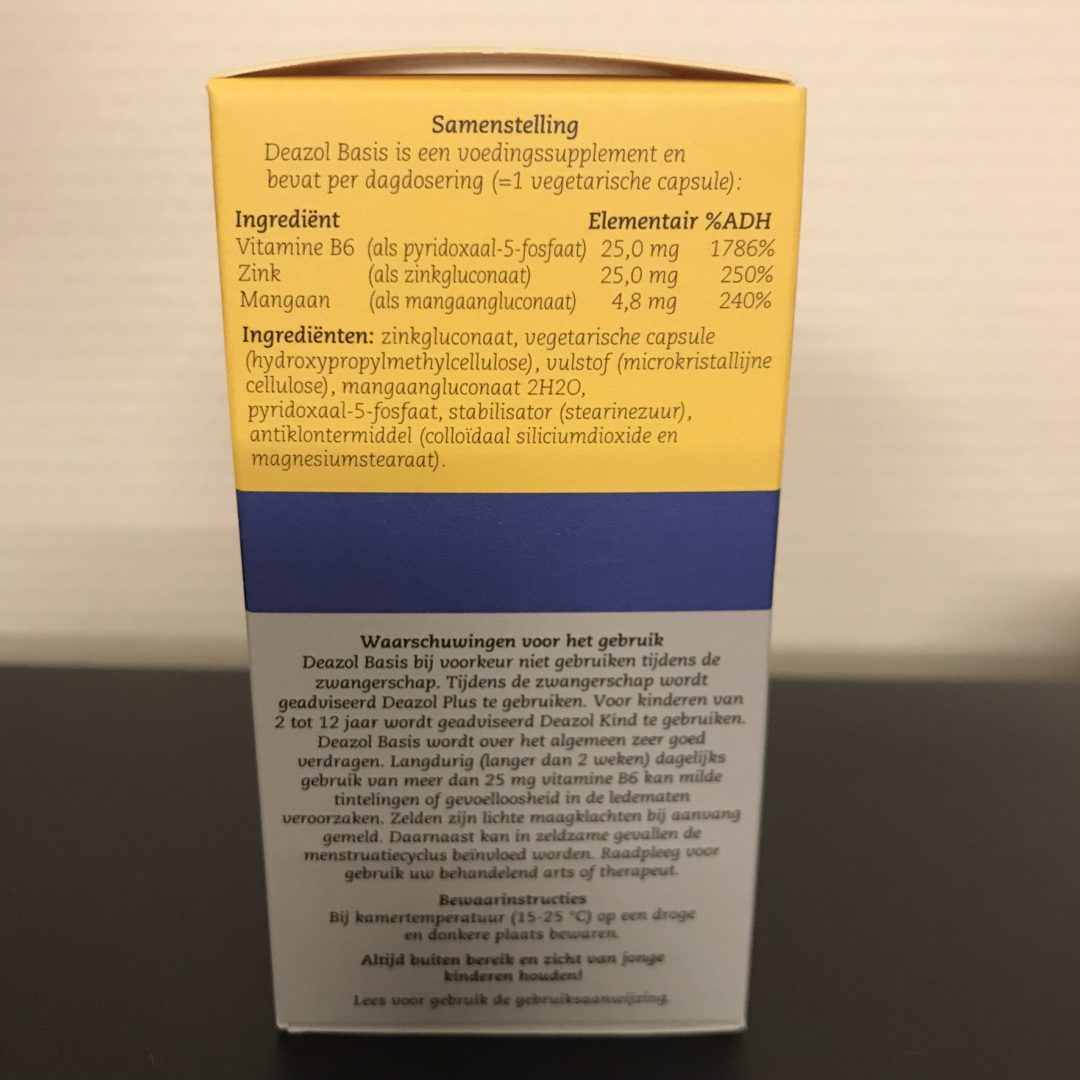 Samenstelling
Deazol Basis is een voedingssupplement en
bevat per dagdosering (=1 vegetarische capsule):
Ingrediënt Elementair %ADH
Vitamine B6 (als pyridoxaal-5-fosfaat) 25,0 mg 1786%
Zink (als zinkgluconaat) 25,0 mg 250%
Mangaan (als mangaangluconaat) 4,8 mg 240%
Ingrediënten: zinkgluconaat, vegetarische capsule
(hydroxypropylmethylcellulose), vulstof (microkristallijne
cellulose), mangaangluconaat 2H2O,
pyridoxaal-5-fosfaat, stabilisator (stearinezuur),
antiklontermiddel (colloïdaal siliciumdioxide en
magnesiumstearaat).
Waarschuwingen voor het gebruik
Deazol Basis bij voorkeur niet gebruiken tijdens de
zwangerschap. Tijdens de zwangerschap wordt
geadviseerd Deazol Plus te gebruiken. Voor kinderen van
2 tot 12 jaar wordt geadviseerd Deazol Kind te gebruiken.
Deazol Basis wordt over het algemeen zeer goed
verdragen. Langdurig (langer dan 2 weken) dagelijks
gebruik van meer dan 25 mg vitamine B6 kan milde
tintelingen of gevoelloosheid in de ledematen
veroorzaken. Zelden zijn lichte maagklachten bij aanvang
gemeld. Daarnaast kan in zeldzame gevallen de
menstruatiecyclus beïnvloed worden. Raadpleeg voor
gebruik uw behandelend arts of therapeut.
Bewaarinstructies
Bij kamertemperatuur (15-25 °C) op een droge
en donkere plaats bewaren.
Altijd buiten bereik en zicht van jonge
kinderen houden!
Lees voor gebruik de gebruiksaanwijzing.